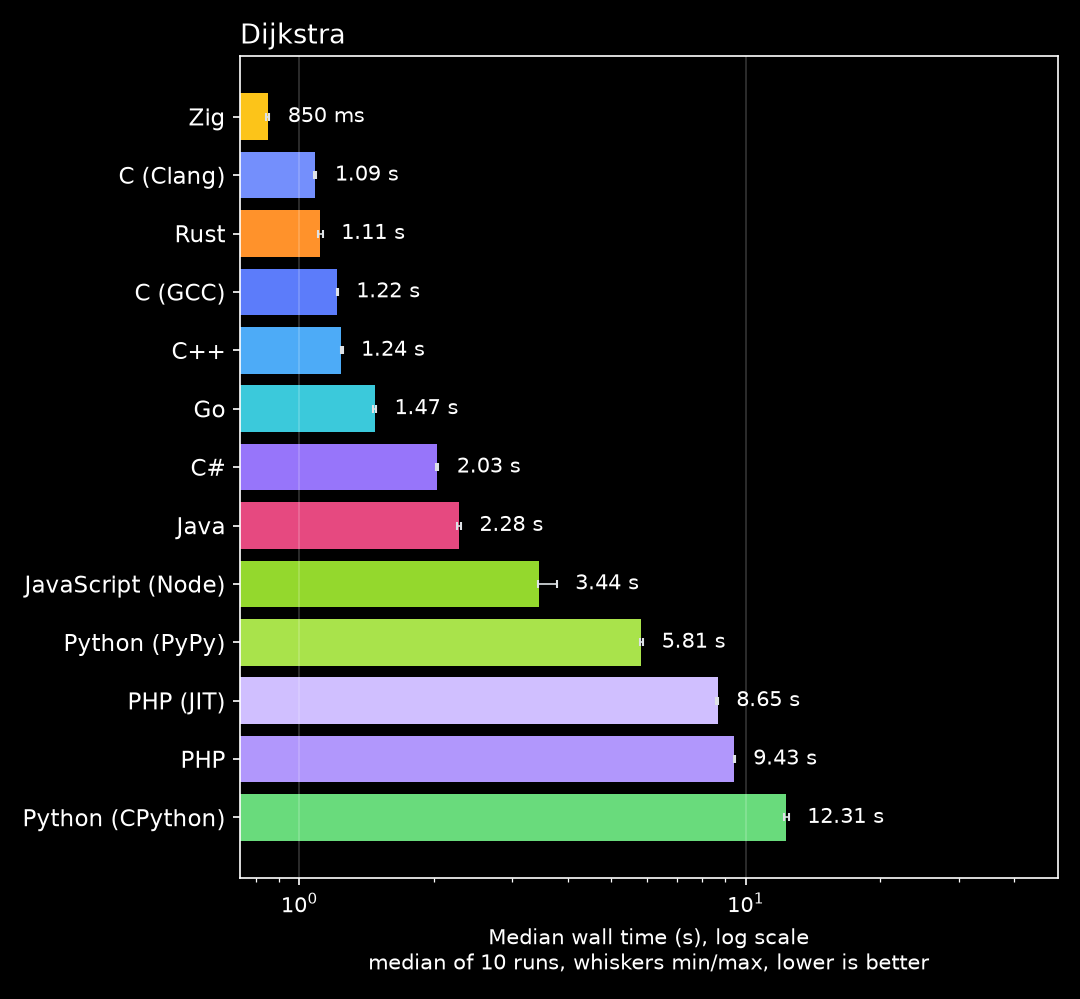 Dijkstra
Zig 850 ms
C (Clang) 1.09 s
Rust 1.11 s
C (GCC) 1.22 s
C++ 1.24 s
Go 1.47 s
C# 2.03 s
Java 2.28 s
JavaScript (Node) 3.44 s
Python (PyPy) 5.81 s
PHP (JIT) 8.65 s
PHP 9.43 s
Python (CPython) 12.31 s
10⁰ 10¹
Median wall time (s), log scale
median of 10 runs, whiskers min/max, lower is better